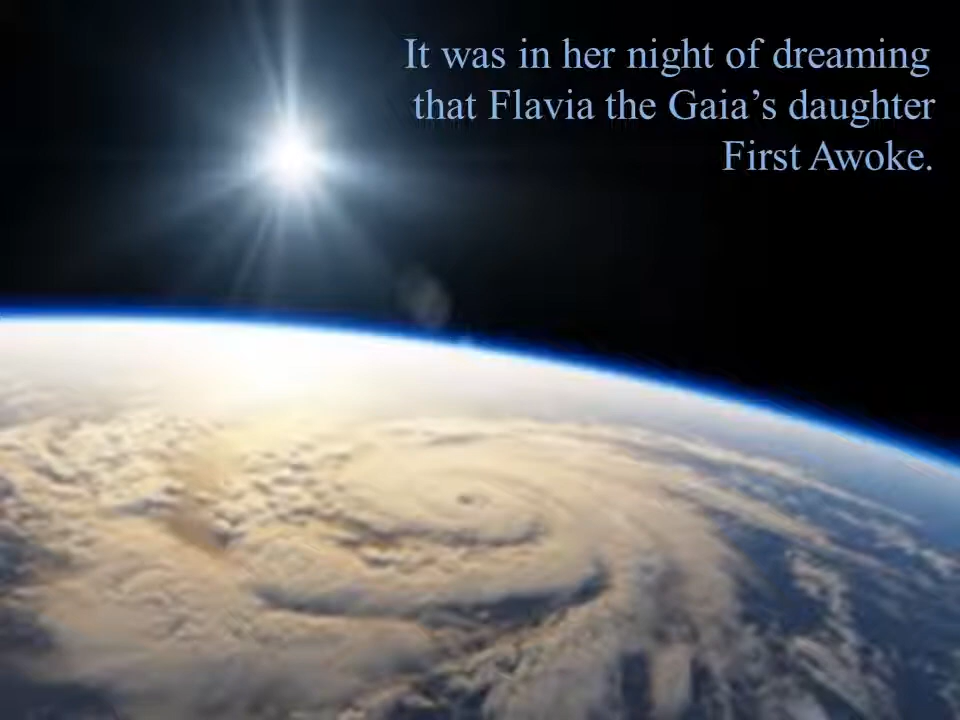 It was in her night of dreaming
that Flavia the Gaia’s daughter
First Awoke.